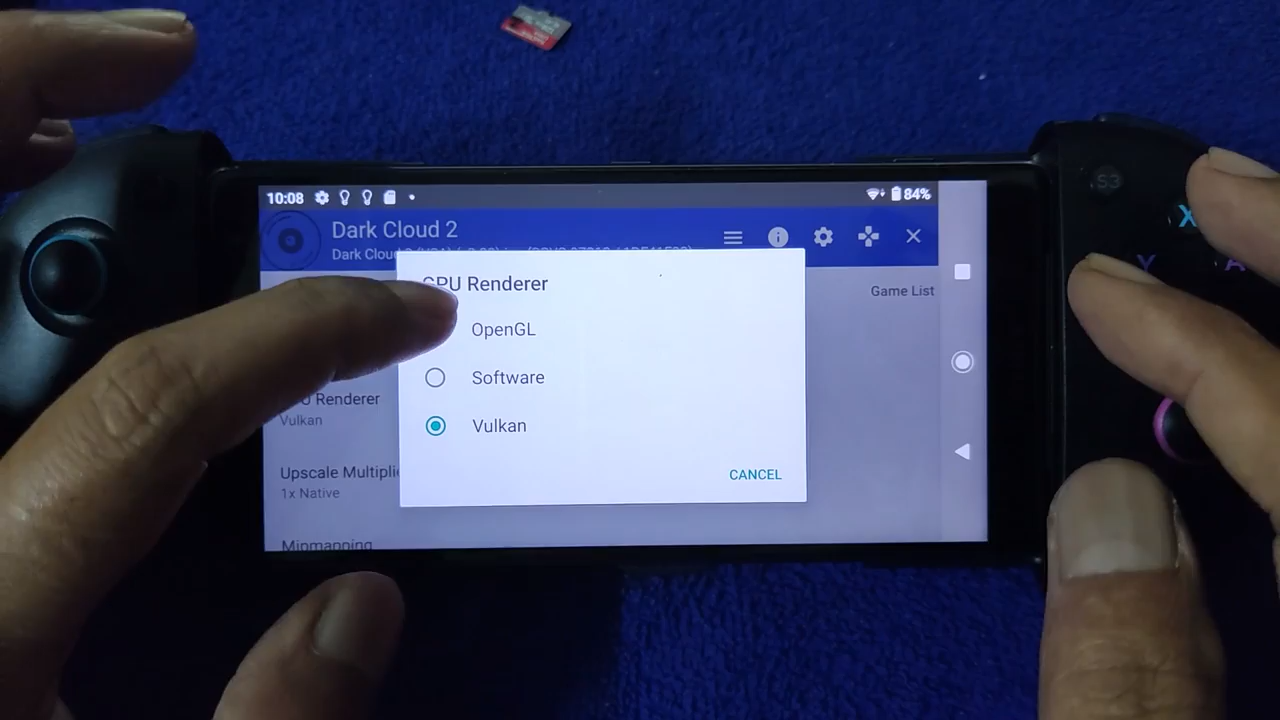 10:08
84%
Dark Cloud 2
Game List
GPU Renderer
OpenGL
Software
Vulkan
CANCEL
Renderer
Vulkan
Upscale
1x Native
Mipmapping
S3
X
Y
A